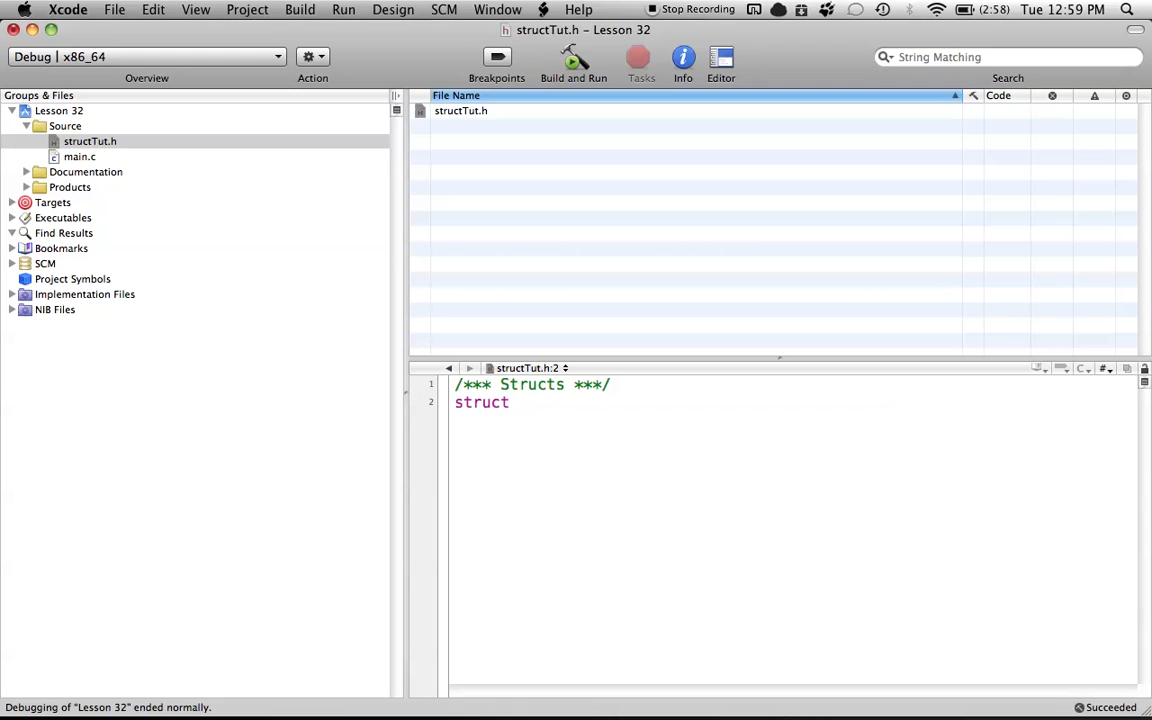 Xcode File Edit View Project Build Run Design SCM Window Help Stop Recording (2:58) Tue 12:59 PM
structTut.h – Lesson 32
Debug | x86_64
String Matching
Overview Action Breakpoints Build and Run Tasks Info Editor Search
Groups & Files
File Name Code
Lesson 32
structTut.h
Source
structTut.h
main.c
Documentation
Products
Targets
Executables
Find Results
Bookmarks
SCM
Project Symbols
Implementation Files
NIB Files
structTut.h:2
C #
1 /*** Structs ***/
2 struct
Debugging of "Lesson 32" ended normally.
Succeeded